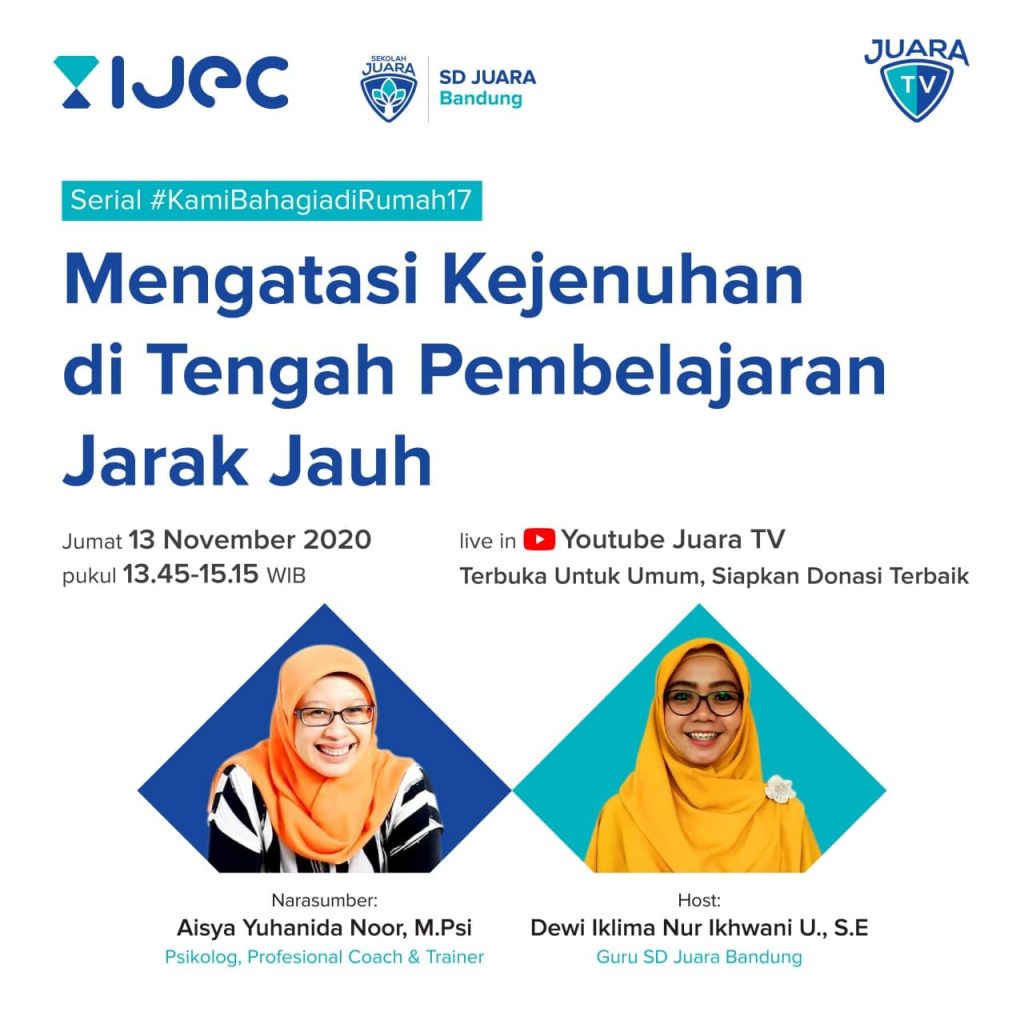 IJEC
SEKOLAH
JUARA
SD JUARA
Bandung
JUARA
TV
Serial #KamiBahagiadiRumah17
Mengatasi Kejenuhan
di Tengah Pembelajaran
Jarak Jauh
Jumat 13 November 2020
pukul 13.45-15.15 WIB
live in Youtube Juara TV
Terbuka Untuk Umum, Siapkan Donasi Terbaik
Narasumber:
Aisya Yuhanida Noor, M.Psi
Psikolog, Profesional Coach & Trainer
Host:
Dewi Iklima Nur Ikhwani U., S.E
Guru SD Juara Bandung